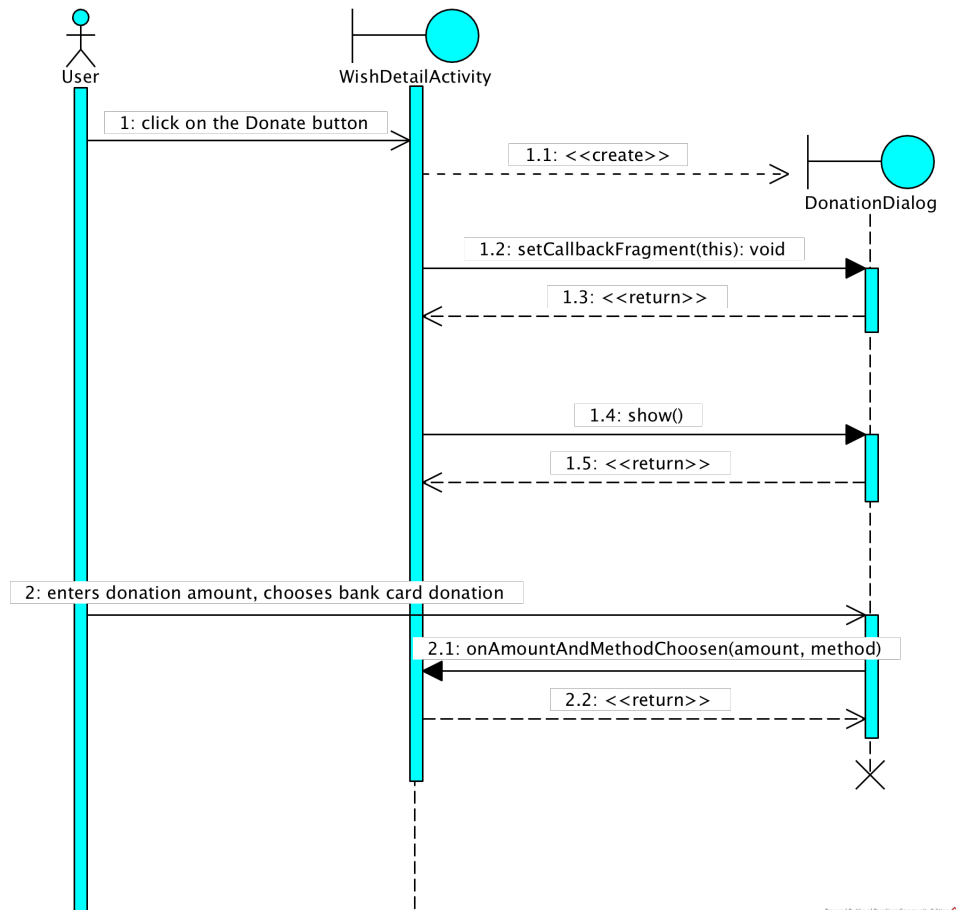 User
WishDetailActivity
1: click on the Donate button
1.1: <<create>>
DonationDialog
1.2: setCallbackFragment(this): void
1.3: <<return>>
1.4: show()
1.5: <<return>>
2: enters donation amount, chooses bank card donation
2.1: onAmountAndMethodChoosen(amount, method)
2.2: <<return>>